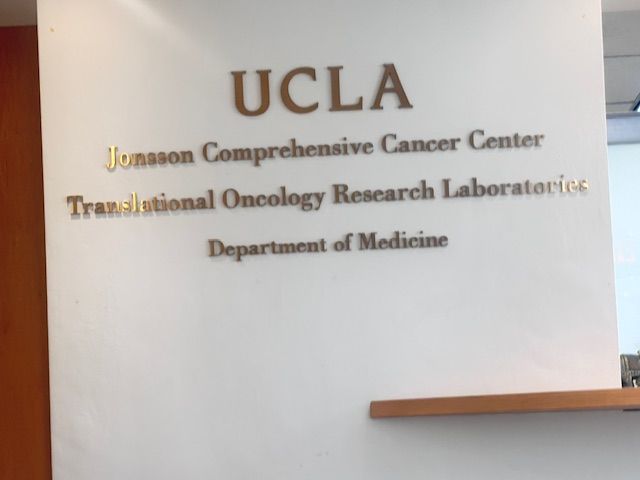 UCLA
Jonsson Comprehensive Cancer Center
Translational Oncology Research Laboratories
Department of Medicine